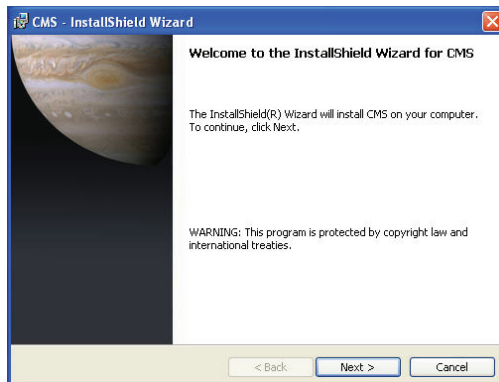 CMS - InstallShield Wizard
Welcome to the InstallShield Wizard for CMS
The InstallShield(R) Wizard will install CMS on your computer.
To continue, click Next.
WARNING: This program is protected by copyright law and
international treaties.
< Back
Next >
Cancel